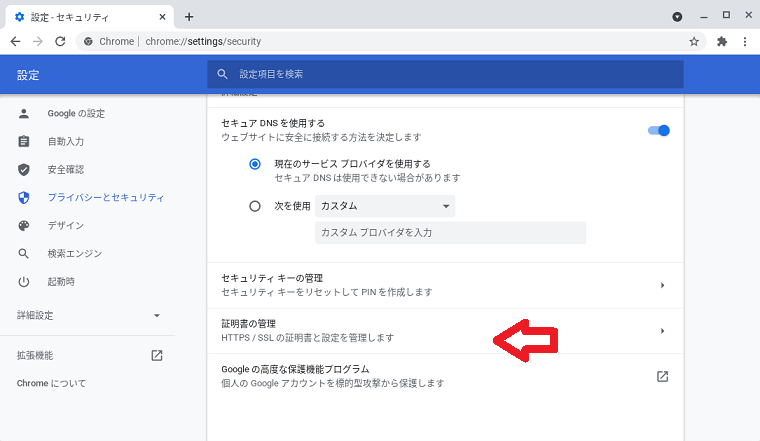 設定 - セキュリティ
Chrome | chrome://settings/security
設定
設定項目を検索
Google の設定
自動入力
安全確認
プライバシーとセキュリティ
デザイン
検索エンジン
起動時
詳細設定
拡張機能
Chrome について
セキュア DNS を使用する
ウェブサイトに安全に接続する方法を決定します
現在のサービス プロバイダを使用する
セキュア DNS は使用できない場合があります
次を使用 カスタム
カスタム プロバイダを入力
セキュリティ キーの管理
セキュリティ キーをリセットして PIN を作成します
証明書の管理
HTTPS / SSL の証明書と設定を管理します
Google の高度な保護機能プログラム
個人の Google アカウントを標的型攻撃から保護します